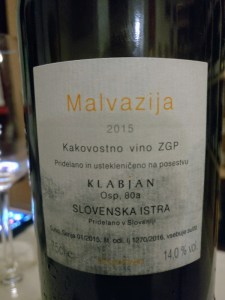 Malvazija
2015
Kakovostno vino ZGP
Pridelano in ustekleničeno na posestvu
KLABJAN
Osp, 80a
SLOVENSKA ISTRA
Pridelano v Sloveniji
14,0 % vol